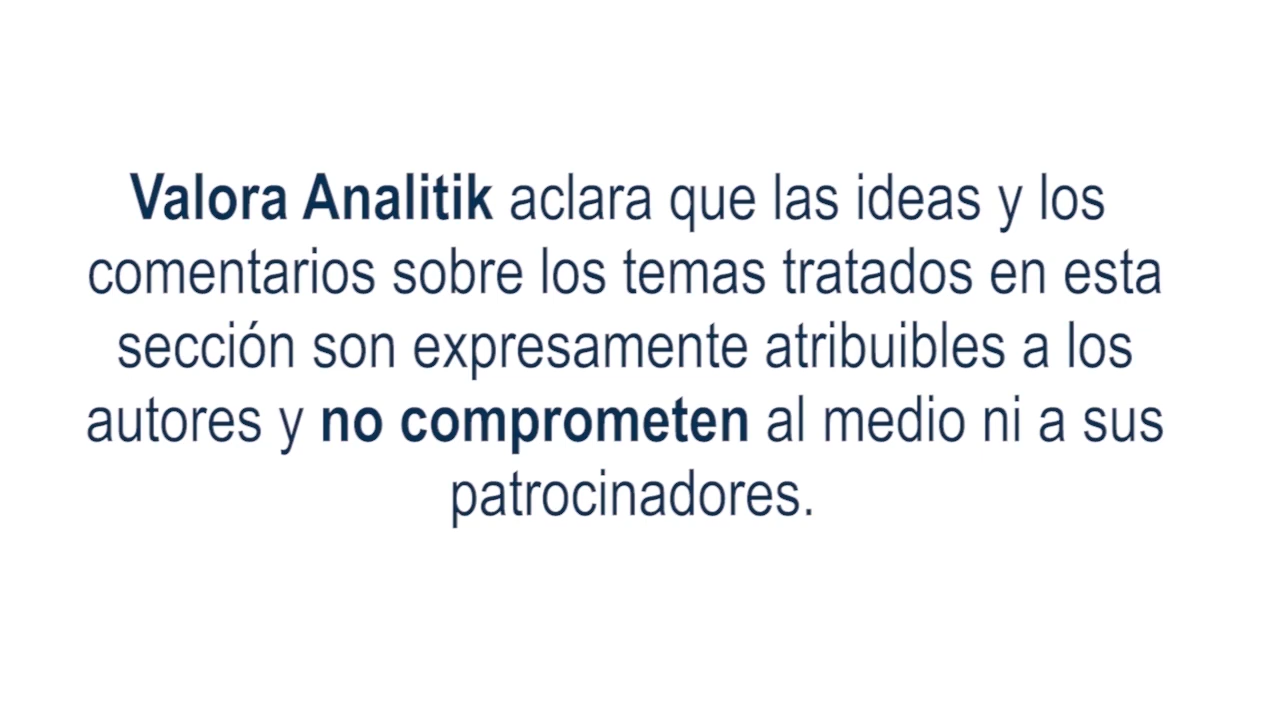 Valora Analitik aclara que las ideas y los
comentarios sobre los temas tratados en esta
sección son expresamente atribuibles a los
autores y no comprometen al medio ni a sus
patrocinadores.